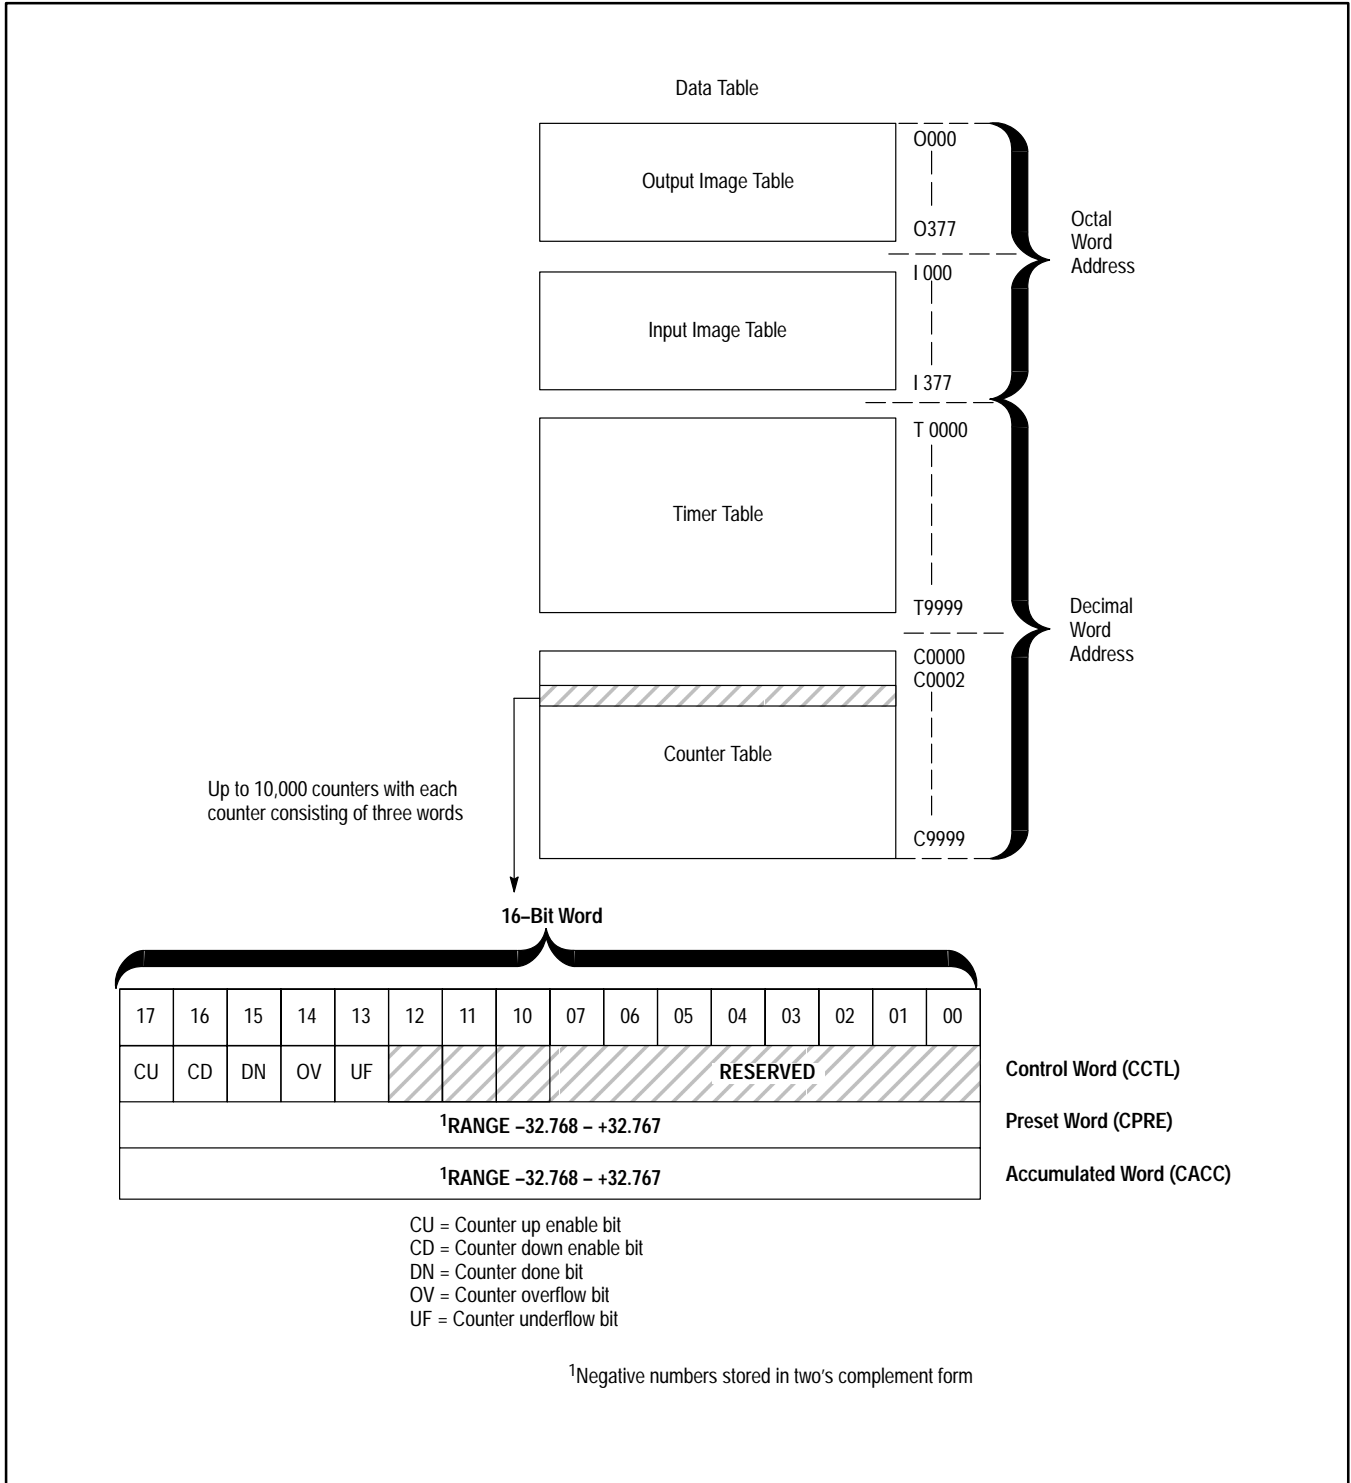 Data Table
Output Image Table
O000
O377
Octal
Word
Address
Input Image Table
I 000
I 377
Timer Table
T 0000
T9999
Decimal
Word
Address
C0000
C0002
Counter Table
C9999
Up to 10,000 counters with each
counter consisting of three words
16–Bit Word
17 16 15 14 13 12 11 10 07 06 05 04 03 02 01 00
CU CD DN OV UF RESERVED Control Word (CCTL)
¹RANGE –32.768 – +32.767 Preset Word (CPRE)
¹RANGE –32.768 – +32.767 Accumulated Word (CACC)
CU = Counter up enable bit
CD = Counter down enable bit
DN = Counter done bit
OV = Counter overflow bit
UF = Counter underflow bit
¹Negative numbers stored in two's complement form